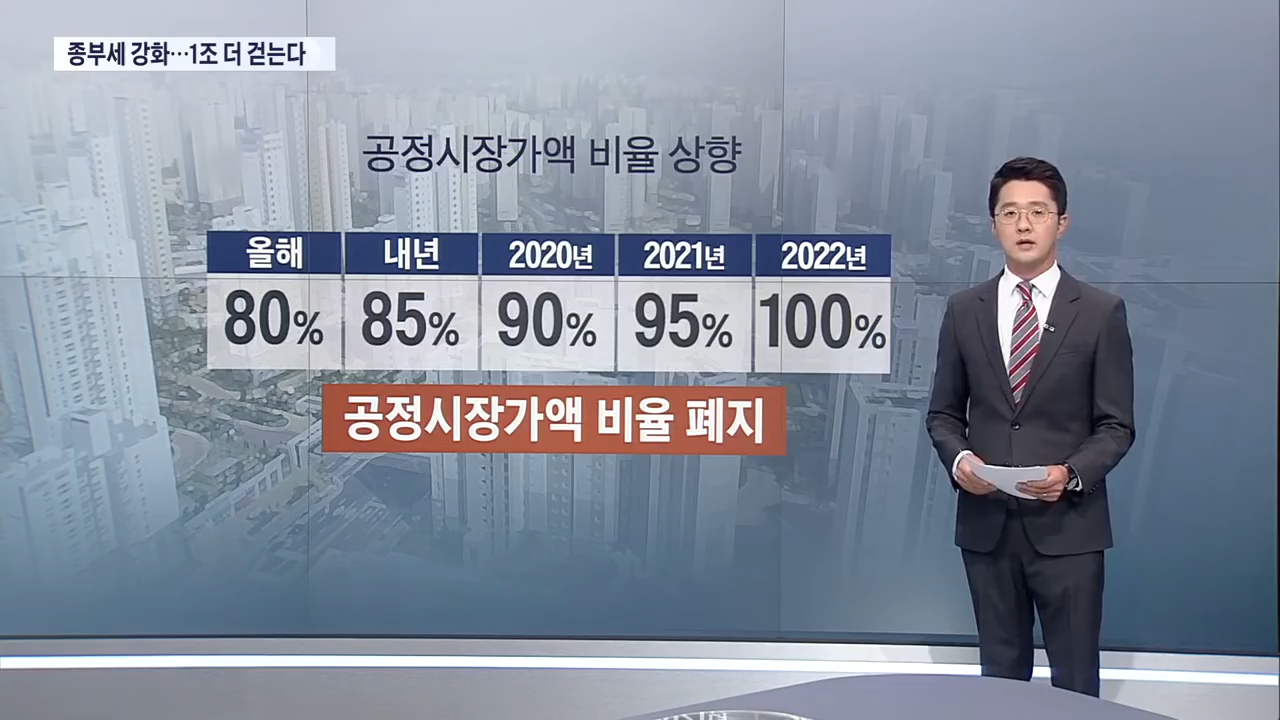 종부세 강화…1조 더 걷는다
공정시장가액 비율 상향
올해 내년 2020년 2021년 2022년
80% 85% 90% 95% 100%
공정시장가액 비율 폐지